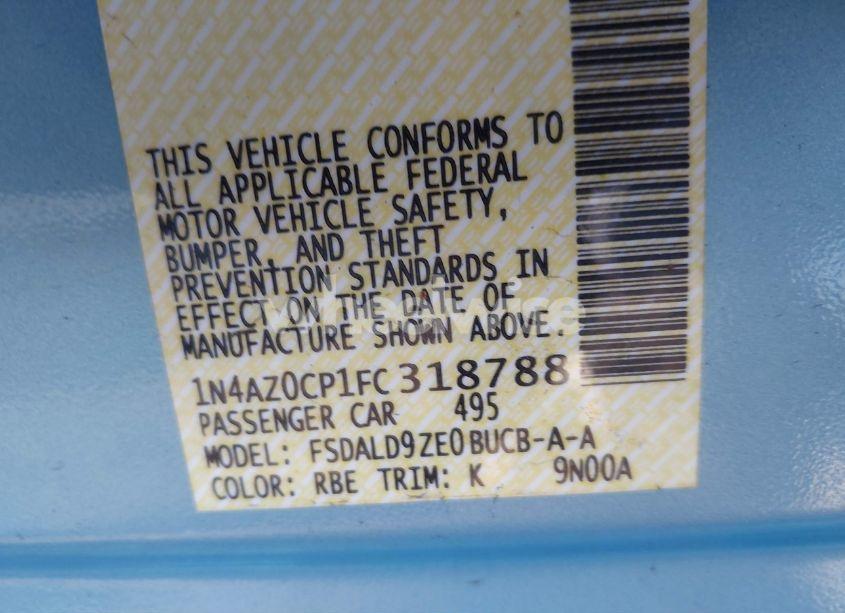 THIS VEHICLE CONFORMS TO
ALL APPLICABLE FEDERAL
MOTOR VEHICLE SAFETY,
BUMPER, AND THEFT
PREVENTION STANDARDS IN
EFFECT ON THE DATE OF
MANUFACTURE SHOWN ABOVE.
1N4AZ0CP1FC318788
PASSENGER CAR 495
MODEL: FSDALD9ZE0BUCB-A-A
COLOR: RBE TRIM: K 9N00A